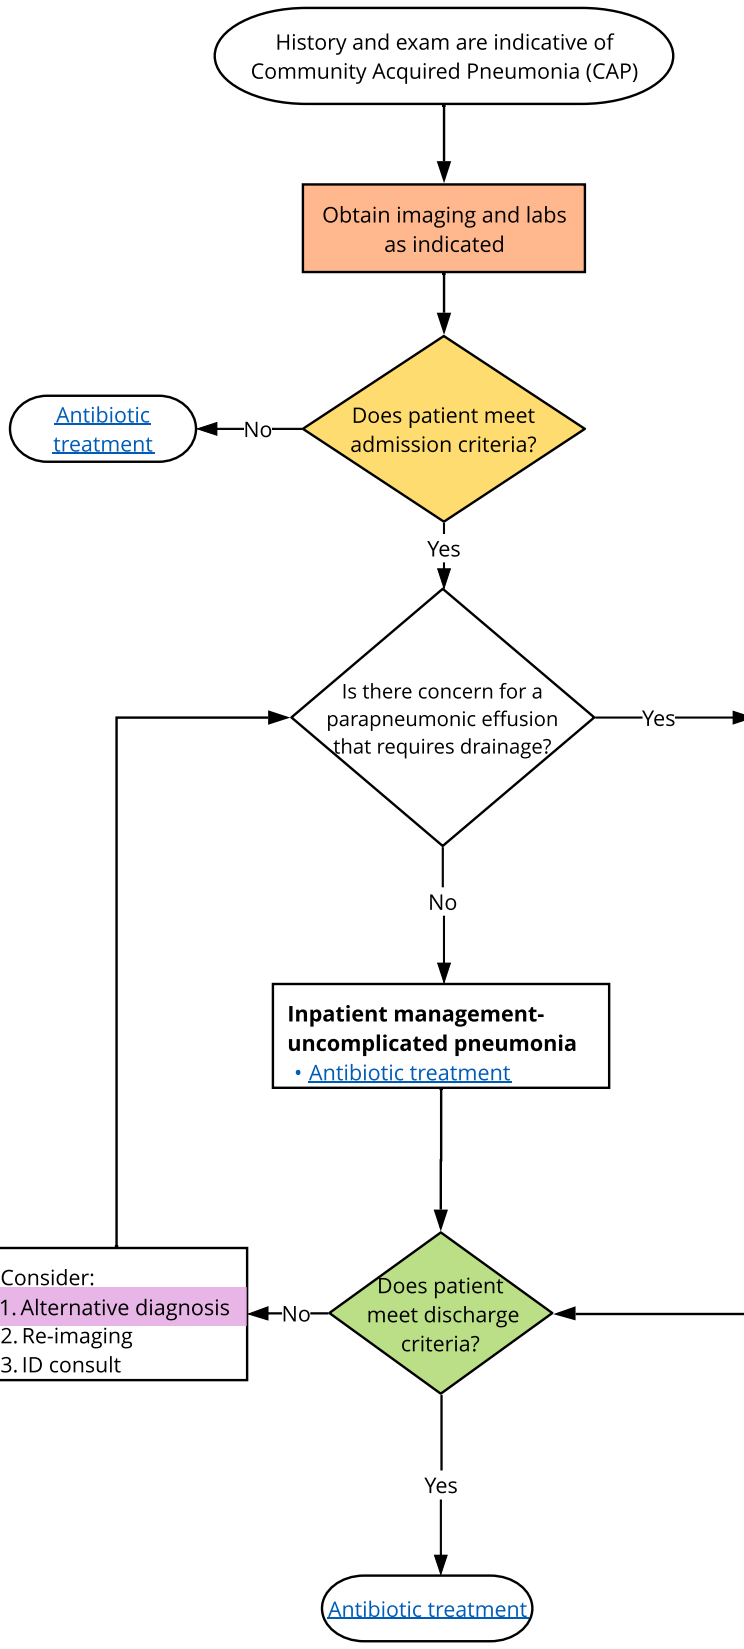 History and exam are indicative of
Community Acquired Pneumonia (CAP)
Obtain imaging and labs
as indicated
Does patient meet
admission criteria?
No
Antibiotic
treatment
Yes
Is there concern for a
parapneumonic effusion
that requires drainage?
Yes
No
Inpatient management-
uncomplicated pneumonia
• Antibiotic treatment
Does patient
meet discharge
criteria?
No
Consider:
1. Alternative diagnosis
2. Re-imaging
3. ID consult
Yes
Antibiotic treatment